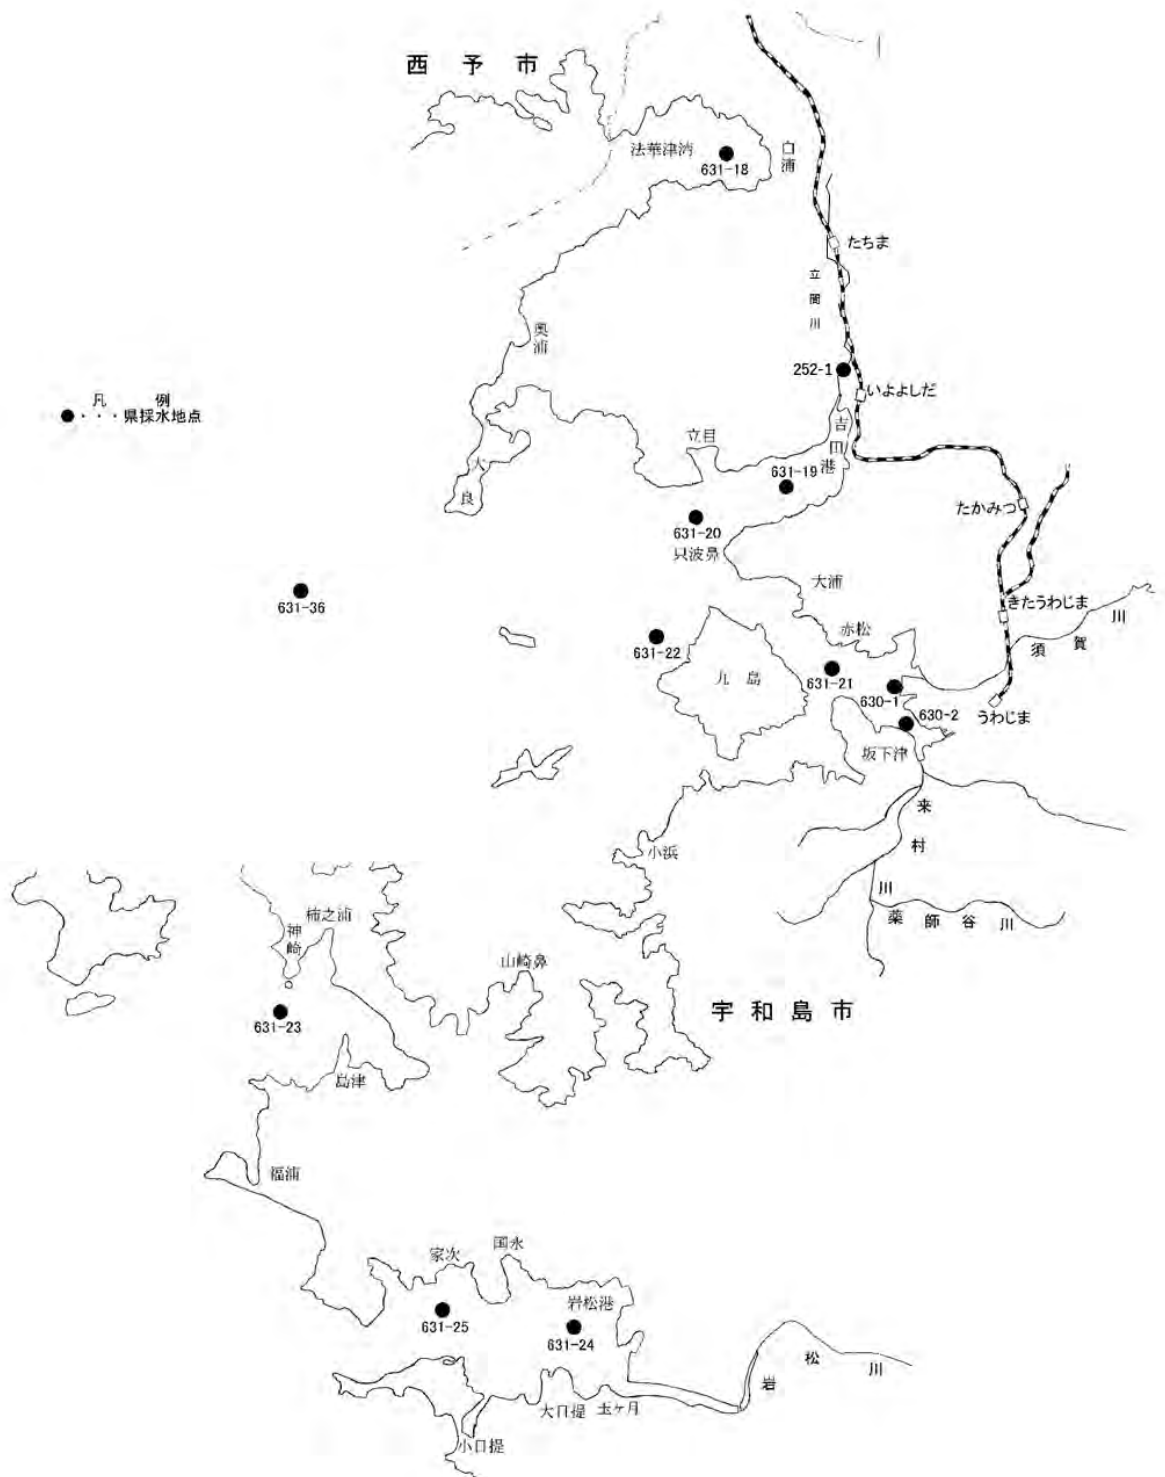 西予市
法華津湾
白浦
631-18
たちま
立間川
奥浦
252-1
いよよしだ
凡例
●・・・県採水地点
立目
吉田港
大良
631-19
たかみつ
631-20
大浦
631-36
きたうわじま
赤松
須賀川
631-22
九島
631-21
630-1
うわじま
630-2
坂下津
来村川
小浜
薬師谷川
柿之浦
神崎
山崎鼻
宇和島市
631-23
島津
福浦
国永
家次
岩松港
631-25
631-24
岩松川
大日提
玉ヶ月
小日提